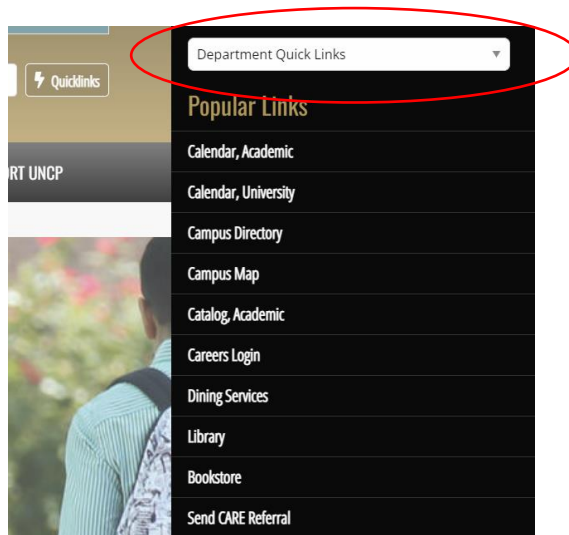 Department Quick Links
Quicklinks
Popular Links
RT UNCP
Calendar, Academic
Calendar, University
Campus Directory
Campus Map
Catalog, Academic
Careers Login
Dining Services
Library
Bookstore
Send CARE Referral